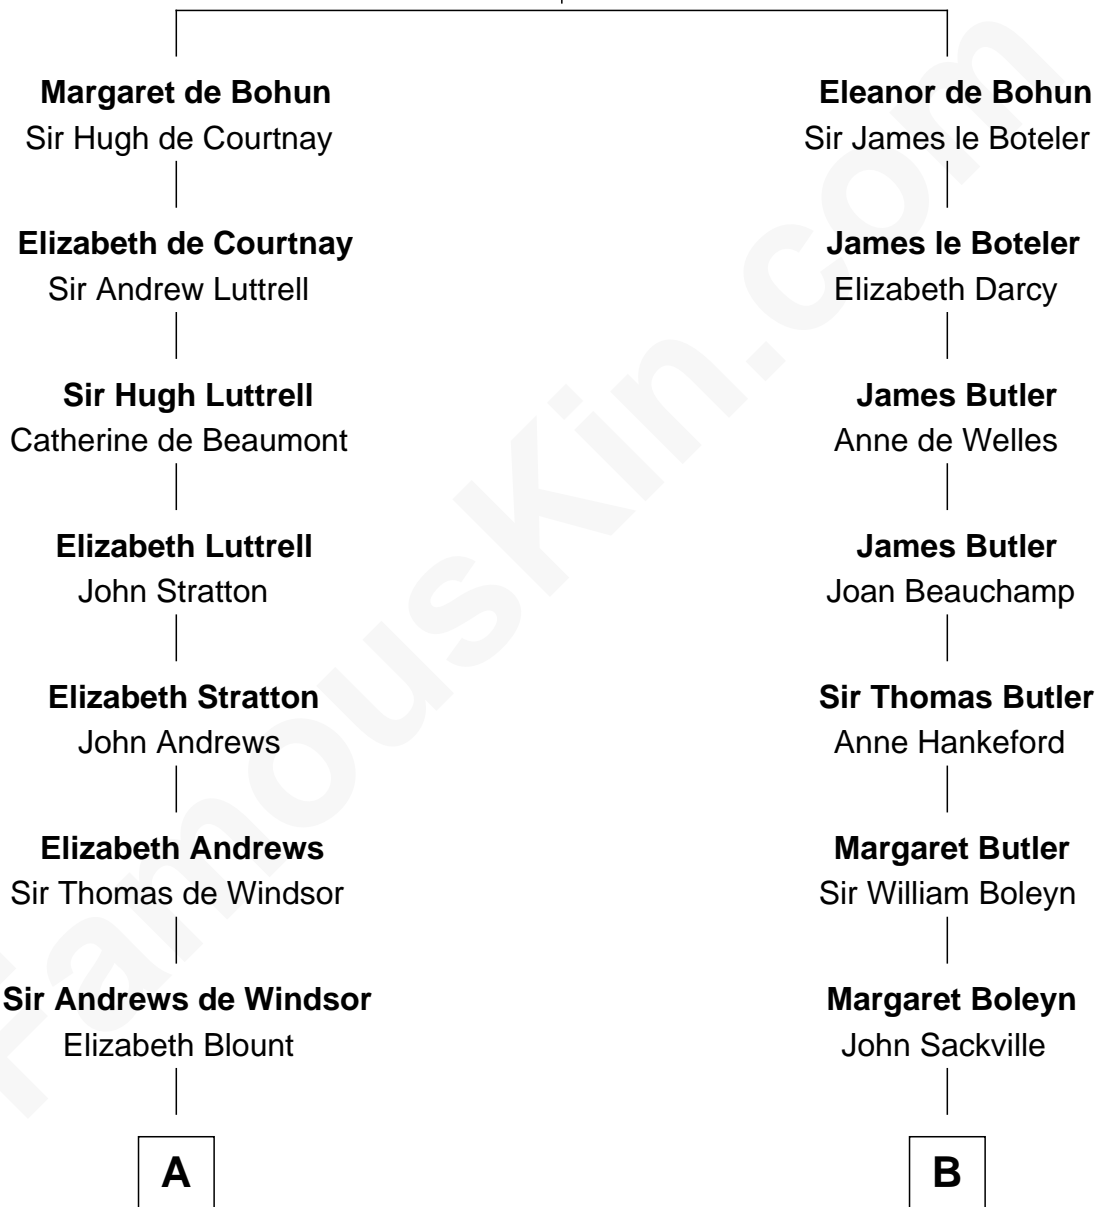 Margaret de Bohun
Sir Hugh de Courtnay
Elizabeth de Courtnay
Sir Andrew Luttrell
Sir Hugh Luttrell
Catherine de Beaumont
Elizabeth Luttrell
John Stratton
Elizabeth Stratton
John Andrews
Elizabeth Andrews
Sir Thomas de Windsor
Sir Andrews de Windsor
Elizabeth Blount
A
Eleanor de Bohun
Sir James le Boteler
James le Boteler
Elizabeth Darcy
James Butler
Anne de Welles
James Butler
Joan Beauchamp
Sir Thomas Butler
Anne Hankeford
Margaret Butler
Sir William Boleyn
Margaret Boleyn
John Sackville
B
FamousKin.com